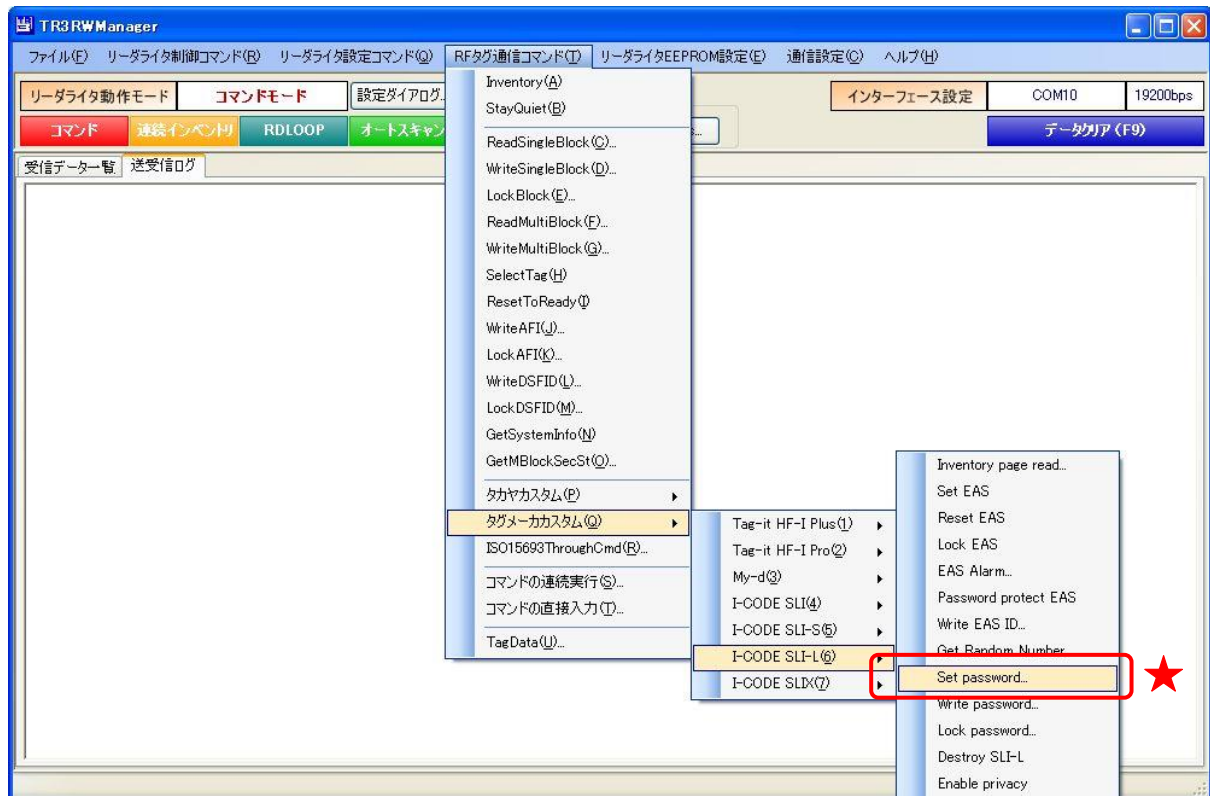 TR3RWManager
ファイル(F) リーダライタ制御コマンド(R) リーダライタ設定コマンド(Q) RFタグ通信コマンド(T) リーダライタEEPROM設定(E) 通信設定(C) ヘルプ(H)
リーダライタ動作モード コマンドモード 設定ダイアログ... インターフェース設定 COM10 19200bps
コマンド 連続インベントリ RDLOOP オートスキャン データクリア (F9)
受信データ一覧 送受信ログ
Inventory(A)
StayQuiet(B)
ReadSingleBlock(C)...
WriteSingleBlock(D)...
LockBlock(E)...
ReadMultiBlock(F)...
WriteMultiBlock(G)...
SelectTag(H)
ResetToReady(I)
WriteAFI(J)...
LockAFI(K)...
WriteDSFID(L)...
LockDSFID(M)...
GetSystemInfo(N)
GetMBlockSecSt(O)...
タカヤカスタム(P)
タグメーカカスタム(Q)
ISO15693ThroughCmd(R)...
コマンドの連続実行(S)...
コマンドの直接入力(T)...
TagData(U)...
Tag-it HF-I Plus(1)
Tag-it HF-I Pro(2)
My-d(3)
I-CODE SLI(4)
I-CODE SLI-S(5)
I-CODE SLI-L(6)
I-CODE SLIX(7)
Inventory page read...
Set EAS
Reset EAS
Lock EAS
EAS Alarm...
Password protect EAS
Write EAS ID...
Get Random Number
Set password...
Write password...
Lock password...
Destroy SLI-L
Enable privacy